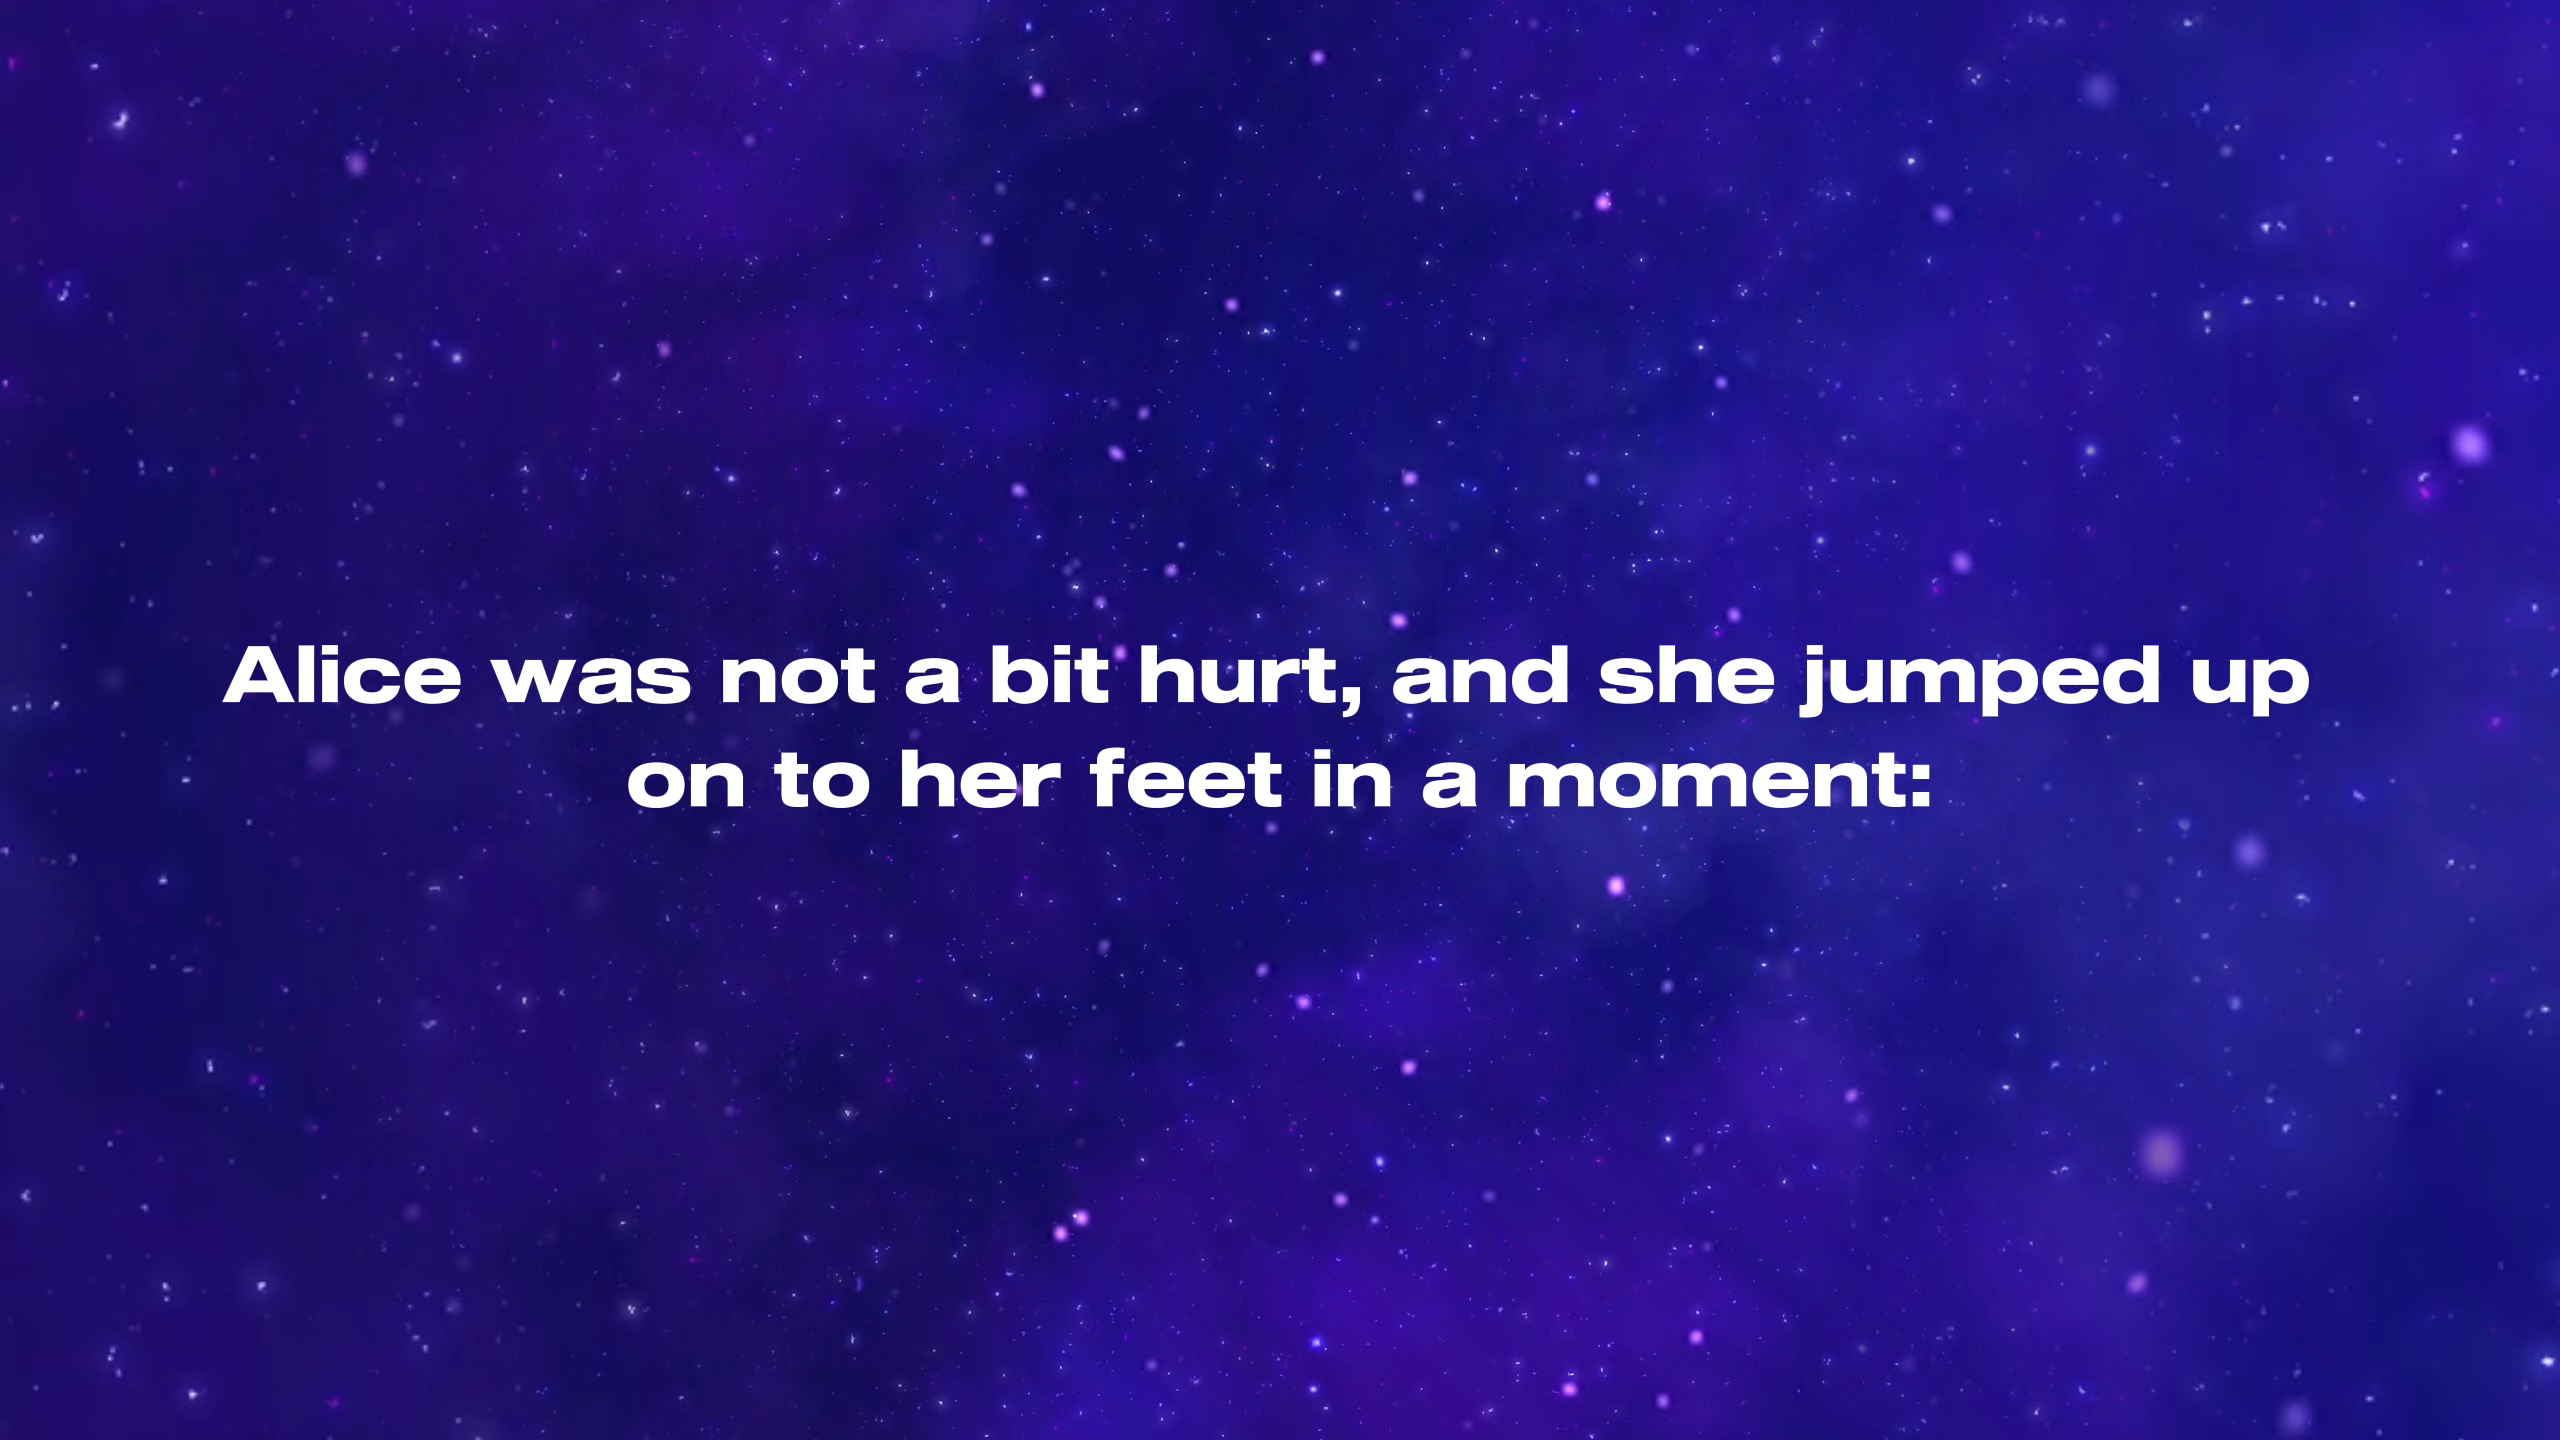 Alice was not a bit hurt, and she jumped up
on to her feet in a moment: